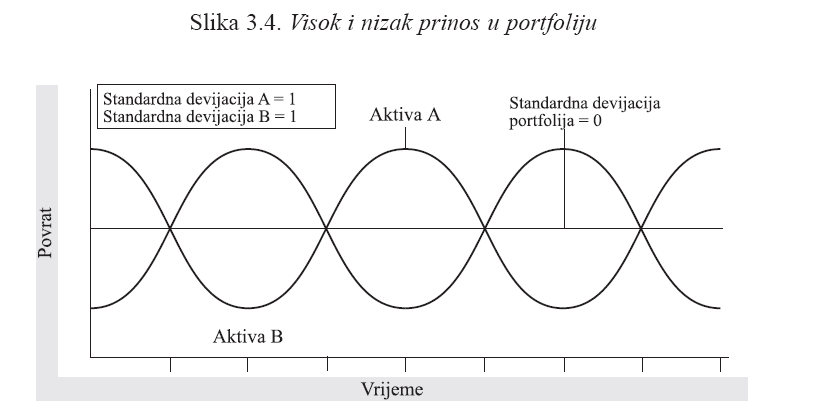 Slika 3.4. Visok i nizak prinos u portfoliju
Standardna devijacija A = 1
Standardna devijacija B = 1
Aktiva A
Standardna devijacija
portfolija = 0
Povrat
Aktiva B
Vrijeme